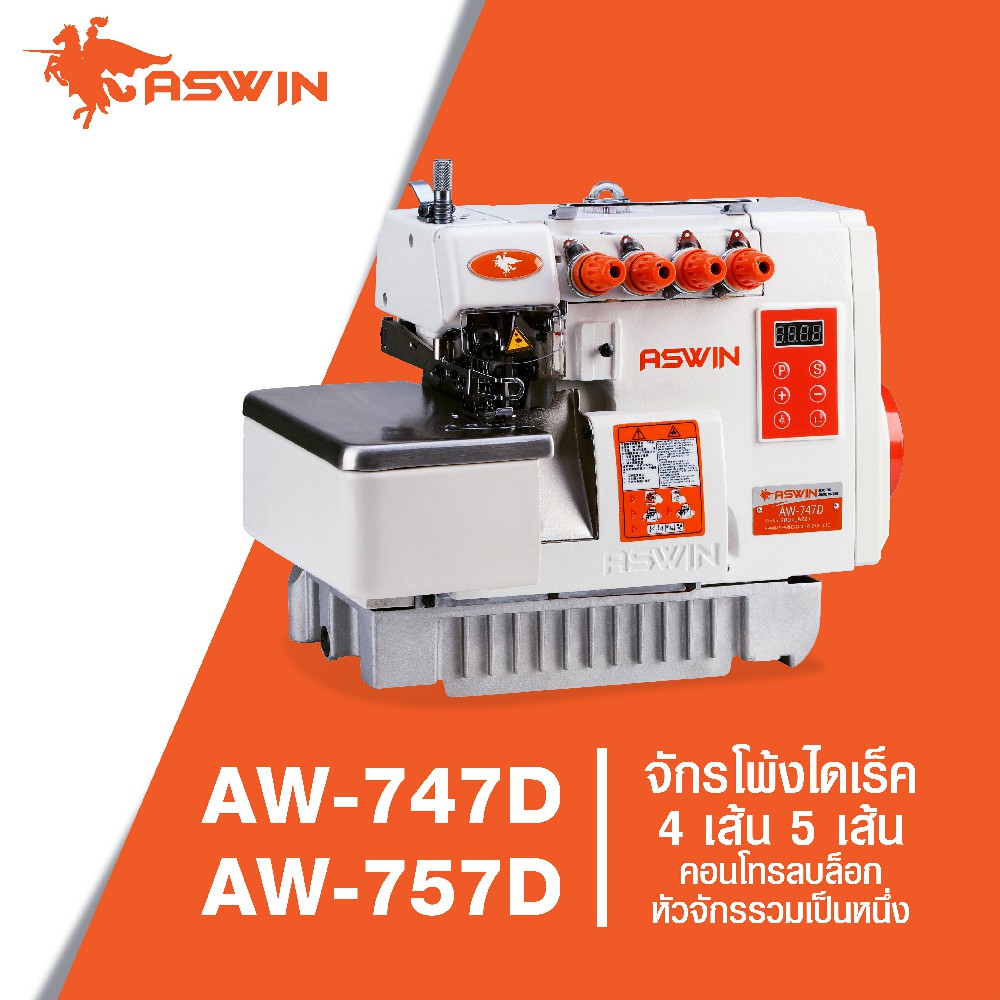 ASWIN
ASWIN
P S
+ −
ASWIN
AW-747D
ASWIN
AW-747D
AW-757D
จักรโพ้งไดเร็ค
4 เส้น 5 เส้น
คอนโทรลบล็อก
หัวจักรรวมเป็นหนึ่ง